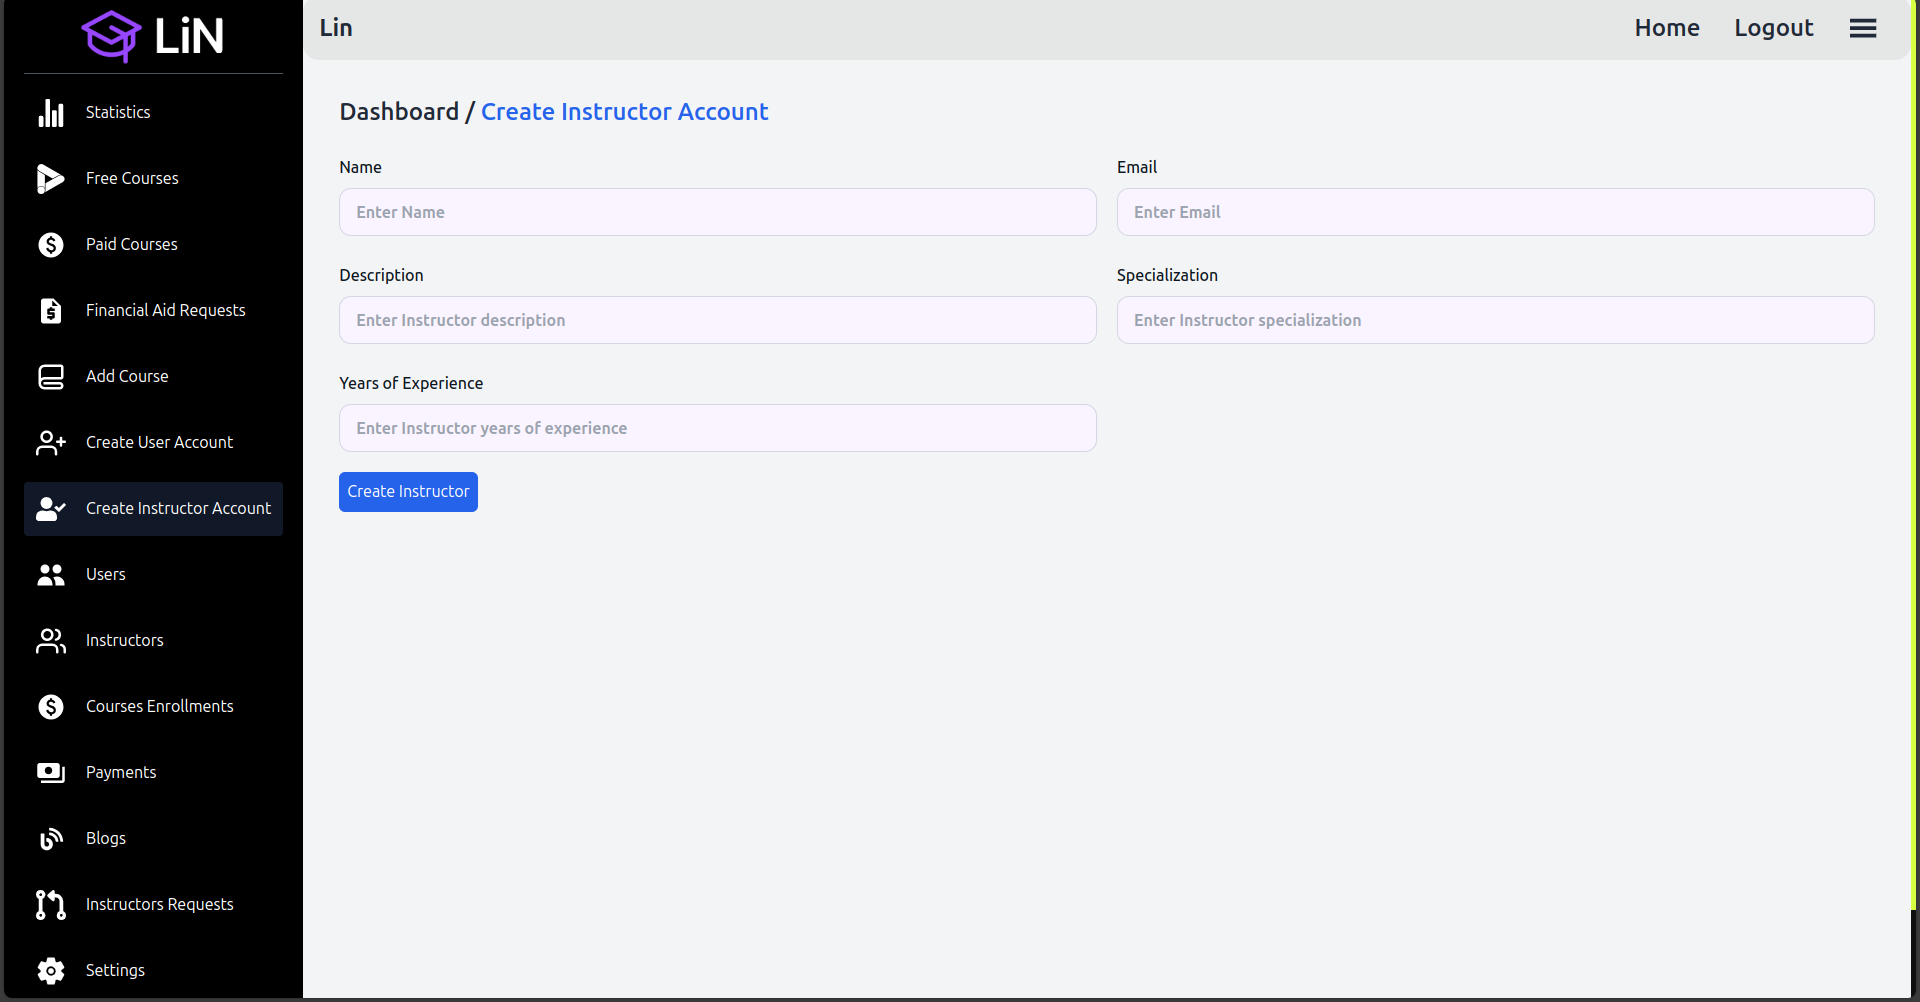 LiN
Statistics
Free Courses
Paid Courses
Financial Aid Requests
Add Course
Create User Account
Create Instructor Account
Users
Instructors
Courses Enrollments
Payments
Blogs
Instructors Requests
Settings
Lin
Home
Logout
Dashboard / Create Instructor Account
Name
Enter Name
Email
Enter Email
Description
Enter Instructor description
Specialization
Enter Instructor specialization
Years of Experience
Enter Instructor years of experience
Create Instructor